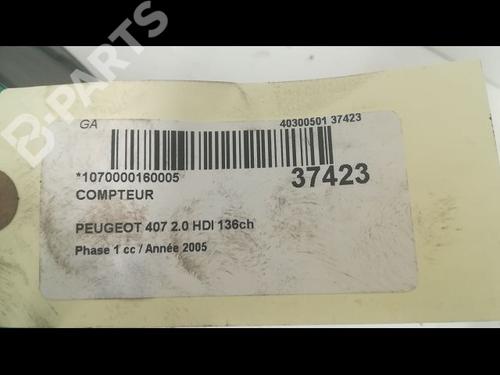 B-PARTS
GA
40300501 37423
*1070000160005
37423
COMPTEUR
PEUGEOT 407 2.0 HDI 136ch
Phase 1 cc / Année 2005